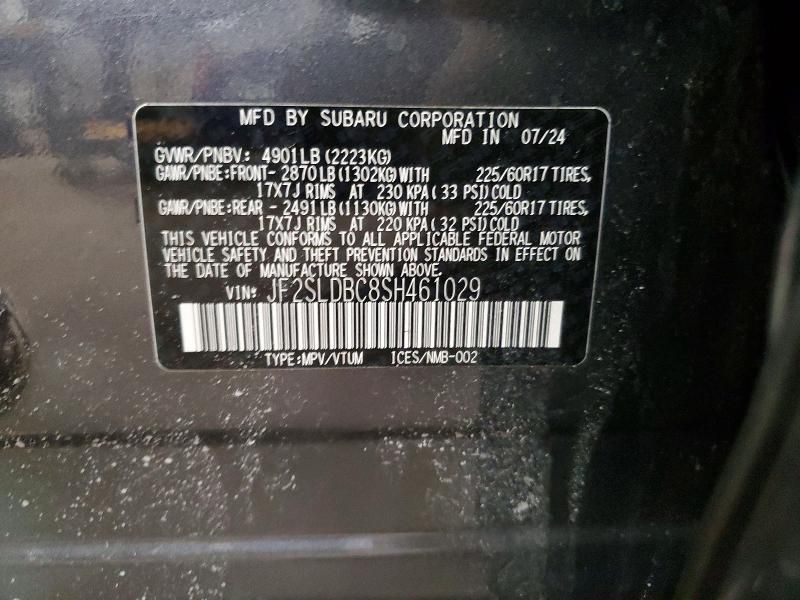 MFD BY SUBARU CORPORATION
MFD IN 07/24
GVWR/PNBV: 4901LB(2223KG)
GAWR/PNBE:FRONT- 2870LB(1302KG)WITH 225/60R17 TIRES,
17X7J RIMS AT 230 KPA(33 PSI)COLD
GAWR/PNBE:REAR - 2491LB(1130KG)WITH 225/60R17 TIRES,
17X7J RIMS AT 220 KPA(32 PSI)COLD
THIS VEHICLE CONFORMS TO ALL APPLICABLE FEDERAL MOTOR
VEHICLE SAFETY AND THEFT PREVENTION STANDARDS IN EFFECT ON
THE DATE OF MANUFACTURE SHOWN ABOVE.
VIN: JF2SLDBC8SH461029
TYPE:MPV/VTUM ICES/NMB-002